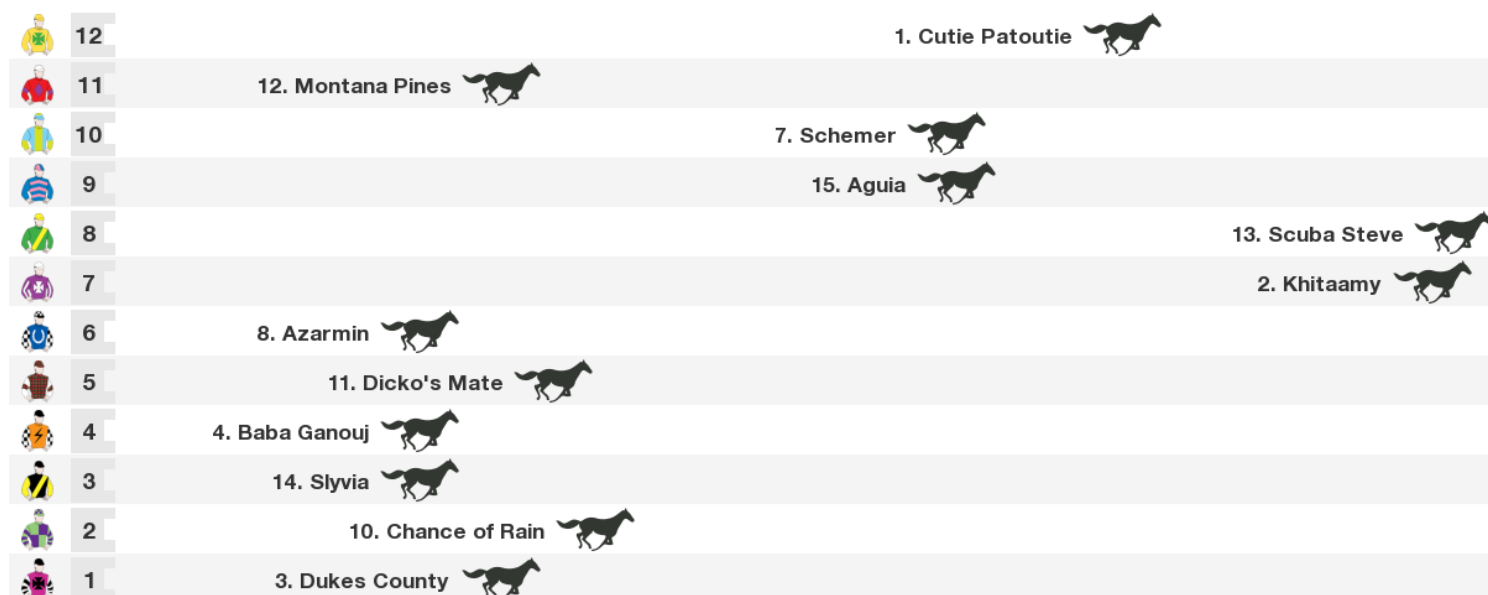 12 1. Cutie Patoutie
11 12. Montana Pines
10 7. Schemer
9 15. Aguia
8 13. Scuba Steve
7 2. Khitaamy
6 8. Azarmin
5 11. Dicko's Mate
4 4. Baba Ganouj
3 14. Slyvia
2 10. Chance of Rain
1 3. Dukes County